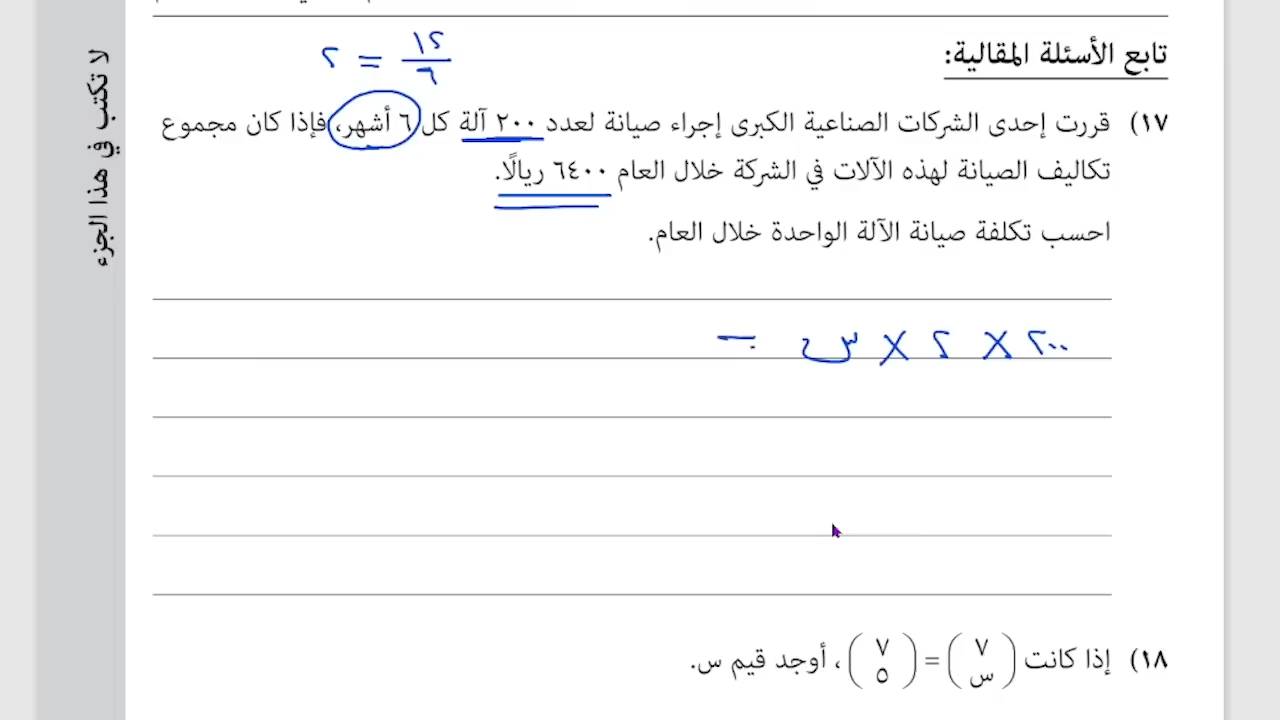 تابع الأسئلة المقالية:
١٢/٦ = ٢
١٧) قررت إحدى الشركات الصناعية الكبرى إجراء صيانة لعدد ٢٠٠ آلة كل ٦ أشهر، فإذا كان مجموع
تكاليف الصيانة لهذه الآلات في الشركة خلال العام ٦٤٠٠ ريالًا.
احسب تكلفة صيانة الآلة الواحدة خلال العام.
٢٠٠ × ٢ × س =
١٨) إذا كانت (٧ س) = (٧ ٥)، أوجد قيم س.
لا تكتب في هذا الجزء